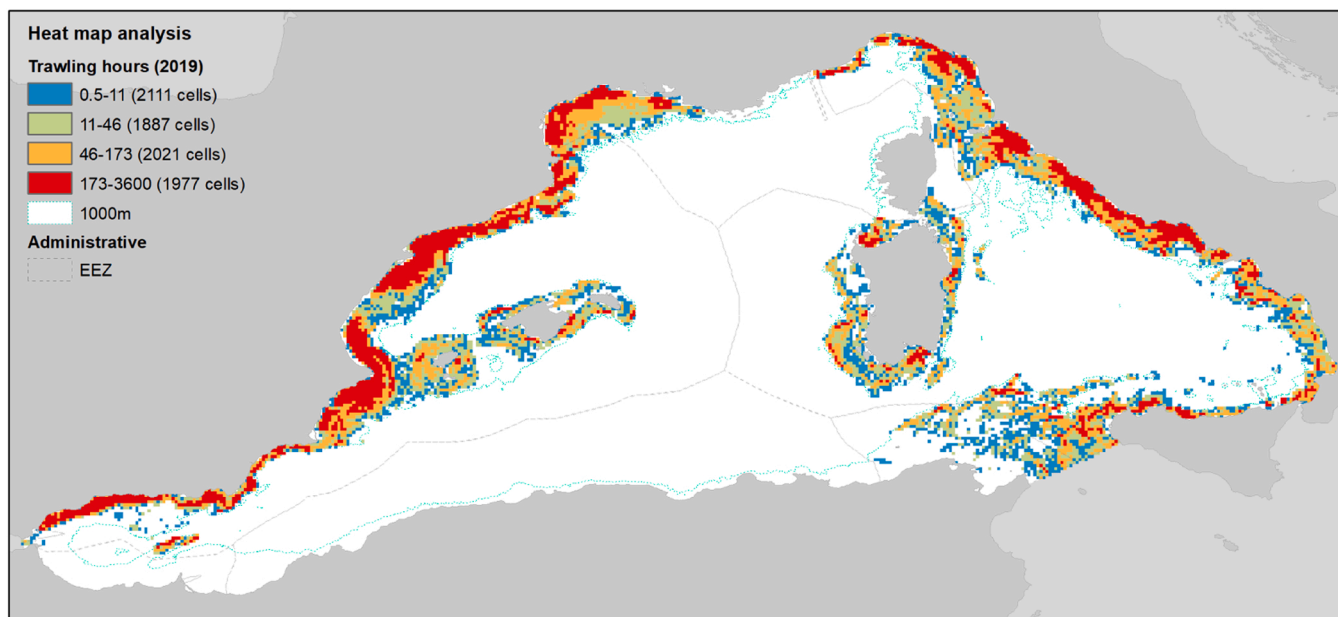 Heat map analysis
Trawling hours (2019)
0.5-11 (2111 cells)
11-46 (1887 cells)
46-173 (2021 cells)
173-3600 (1977 cells)
1000m
Administrative
EEZ